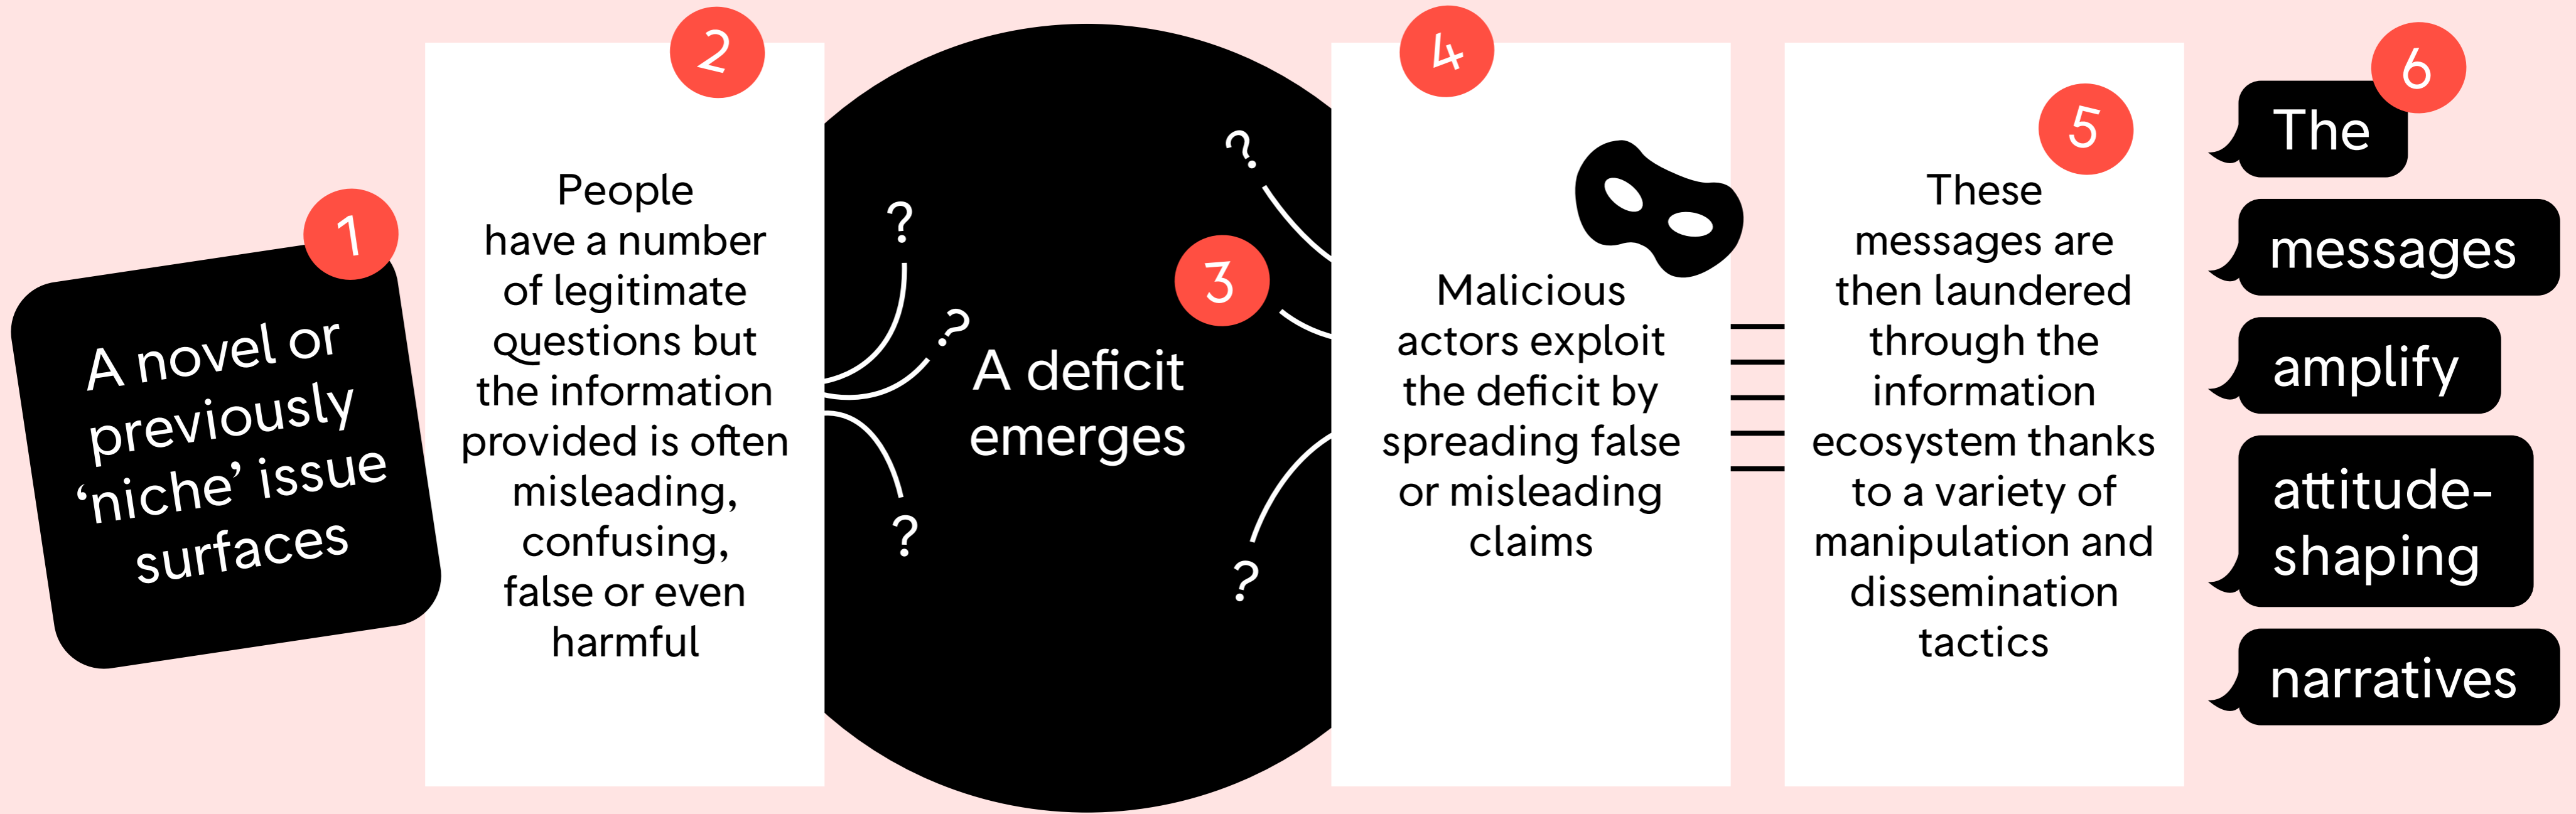 1
A novel or
previously
‘niche’ issue
surfaces
2
People
have a number
of legitimate
questions but
the information
provided is often
misleading,
confusing,
false or even
harmful
?
?
?
3
A deficit
emerges
?
?
4
Malicious
actors exploit
the deficit by
spreading false
or misleading
claims
5
These
messages are
then laundered
through the
information
ecosystem thanks
to a variety of
manipulation and
dissemination
tactics
6
The
messages
amplify
attitude-
shaping
narratives